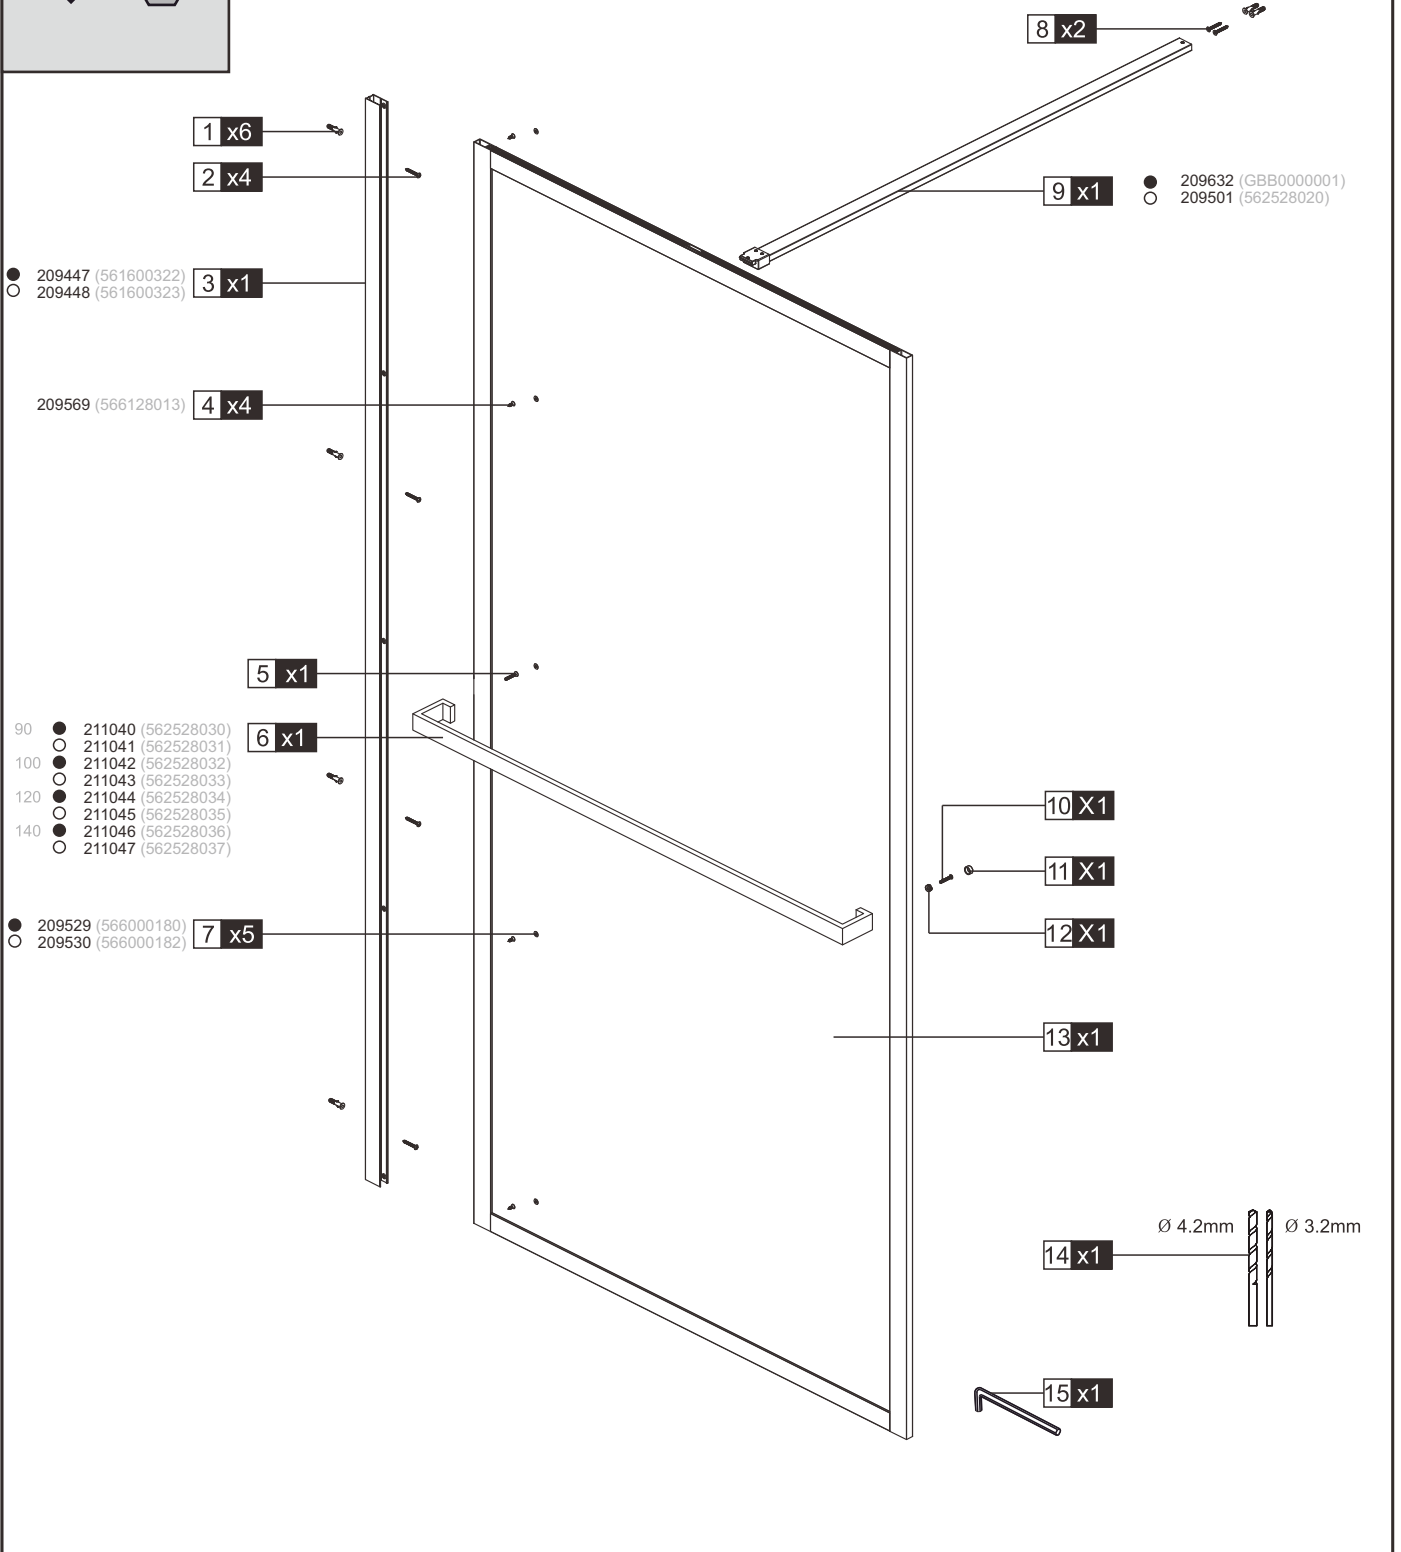 8 x2
1 x6
2 x4
9 x1
209632 (GBB0000001)
209501 (562528020)
209447 (561600322)
209448 (561600323)
3 x1
209569 (566128013)
4 x4
5 x1
90 211040 (562528030)
211041 (562528031)
100 211042 (562528032)
211043 (562528033)
120 211044 (562528034)
211045 (562528035)
140 211046 (562528036)
211047 (562528037)
6 x1
10 X1
11 X1
209529 (566000180)
209530 (566000182)
7 x5
12 X1
13 x1
Ø 4.2mm
Ø 3.2mm
14 x1
15 x1